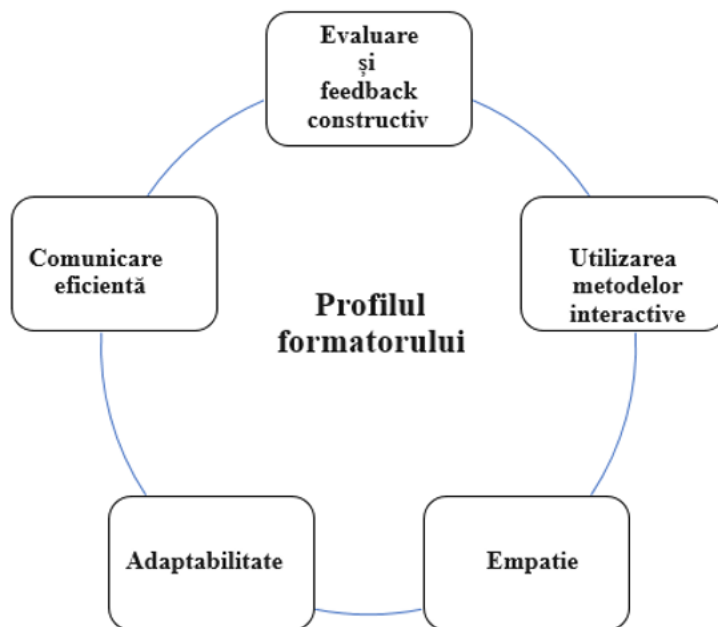 Evaluare
și
feedback
constructiv
Comunicare
eficientă
Utilizarea
metodelor
interactive
Profilul
formatorului
Adaptabilitate
Empatie